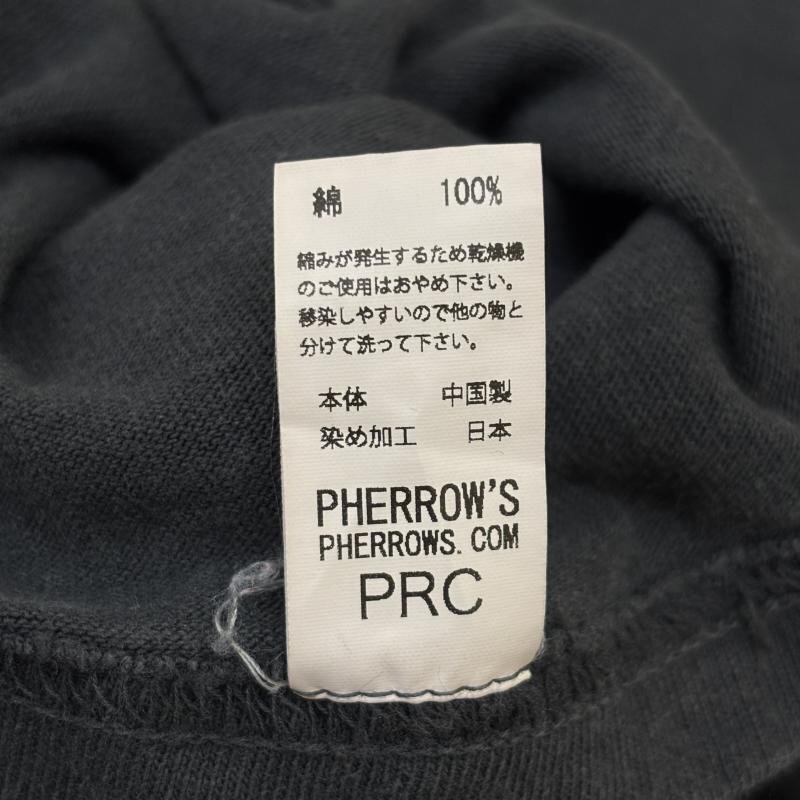 綿 100%
縮みが発生するため乾燥機
のご使用はおやめ下さい。
移染しやすいので他の物と
分けて洗って下さい。
本体 中国製
染め加工 日本
PHERROW'S
PHERROWS.COM
PRC